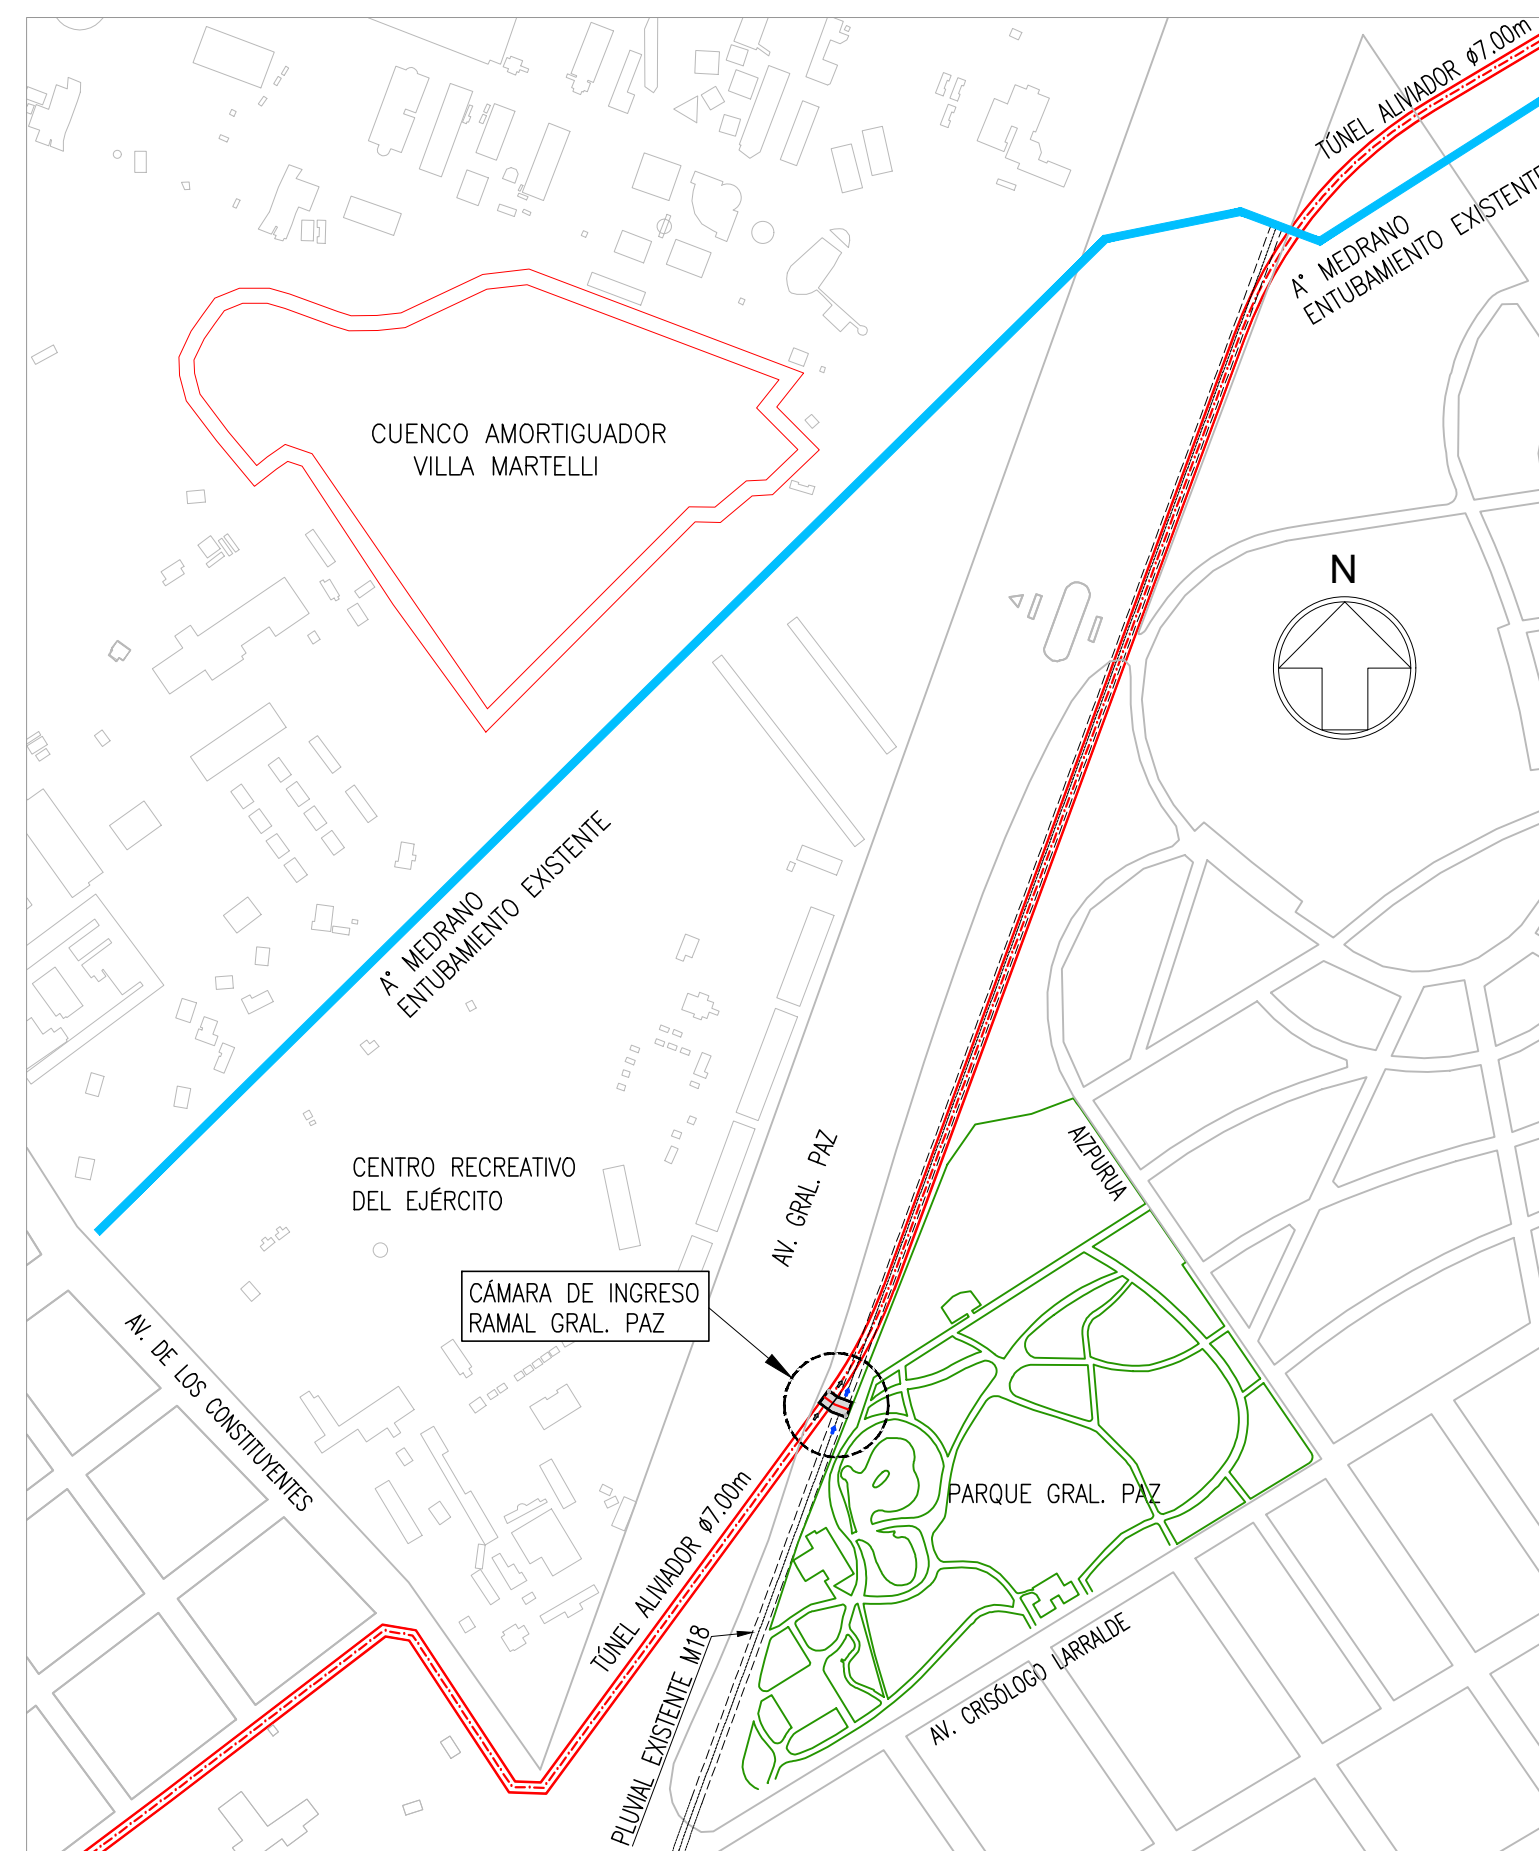 TÚNEL ALIVIADOR ø7.00m
A° MEDRANO
ENTUBAMIENTO EXISTENTE
CUENCO AMORTIGUADOR
VILLA MARTELLI
N
A° MEDRANO
ENTUBAMIENTO EXISTENTE
AIZPURUA
AV. GRAL. PAZ
CENTRO RECREATIVO
DEL EJÉRCITO
CÁMARA DE INGRESO
RAMAL GRAL. PAZ
AV. DE LOS CONSTITUYENTES
PARQUE GRAL. PAZ
TÚNEL ALIVIADOR ø7.00m
PLUVIAL EXISTENTE M18
AV. CRISÓLOGO LARRALDE